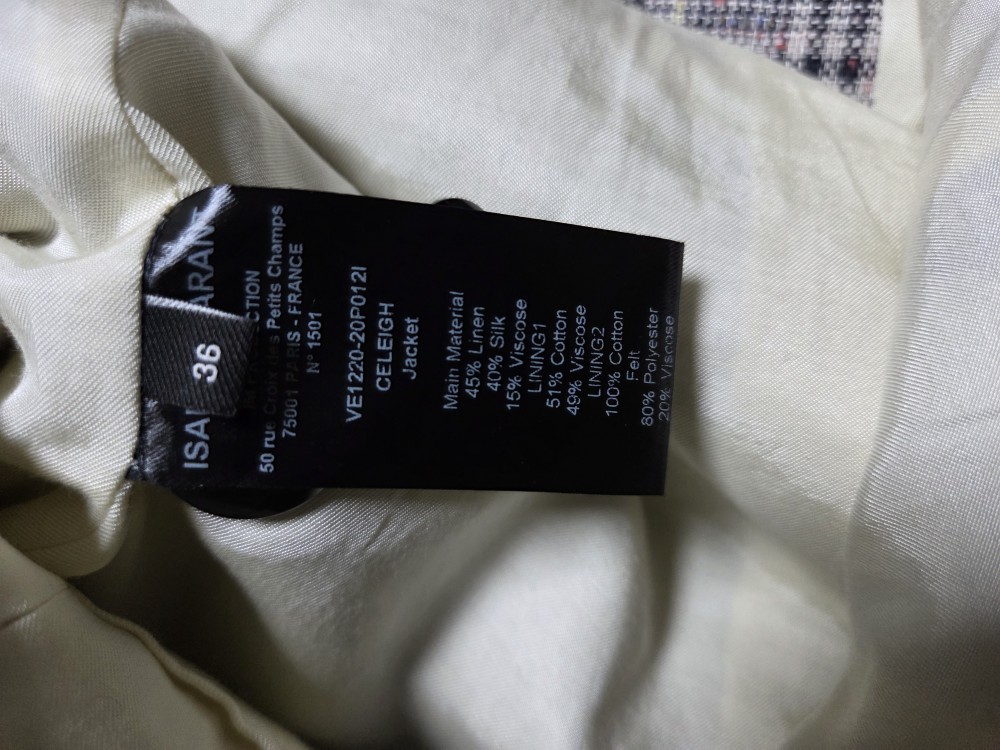 36
50 rue Croix des Petits Champs
75001 PARIS - FRANCE
N° 1501
VE1220-20P012I
CELEIGH
Jacket
Main Material
45% Linen
40% Silk
15% Viscose
LINING1
51% Cotton
49% Viscose
LINING2
100% Cotton
Felt
80% Polyester
20% Viscose